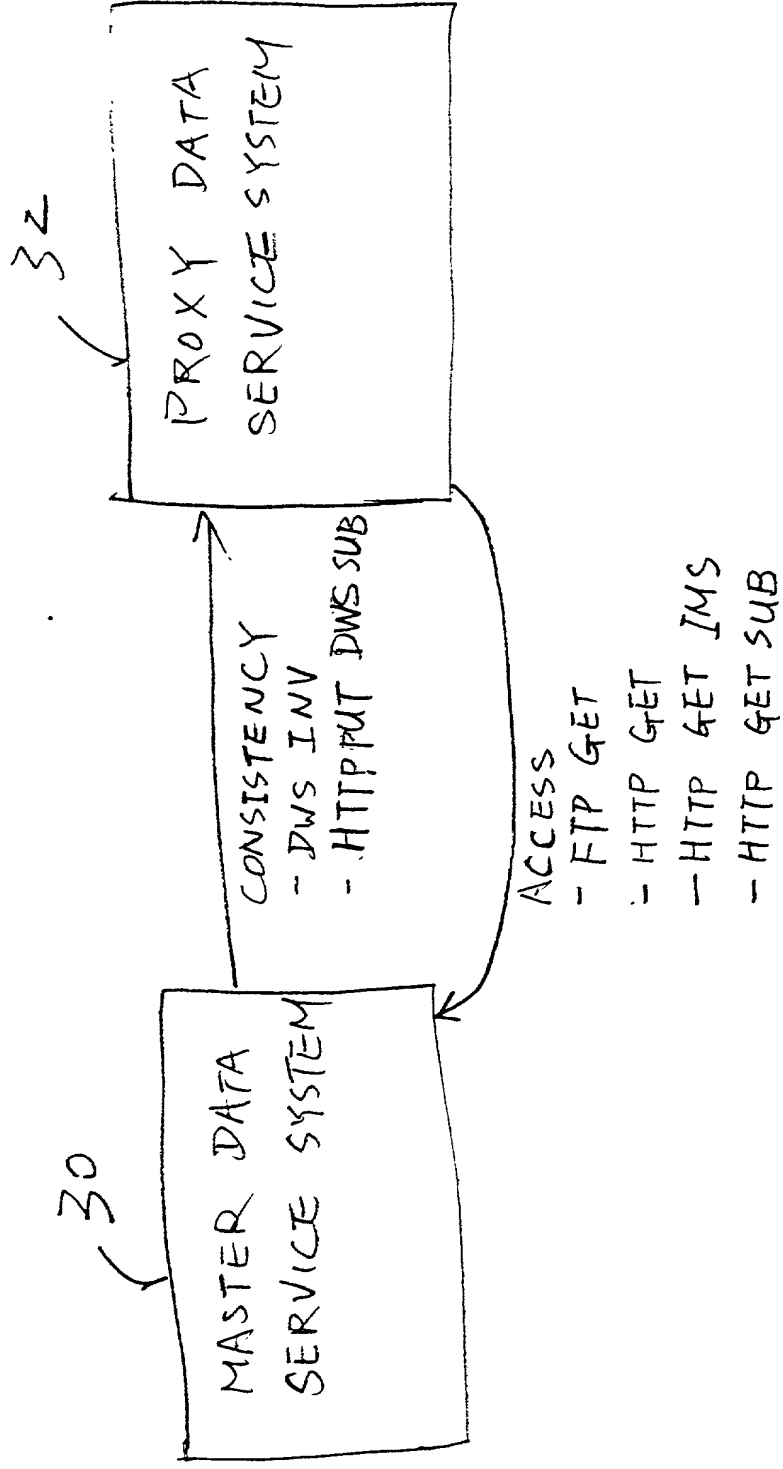 30
MASTER DATA
SERVICE SYSTEM
CONSISTENCY
- DWS INV
- HTTP PUT DWS SUB
32
PROXY DATA
SERVICE SYSTEM
ACCESS
- FTP GET
- HTTP GET
- HTTP GET IMS
- HTTP GET SUB